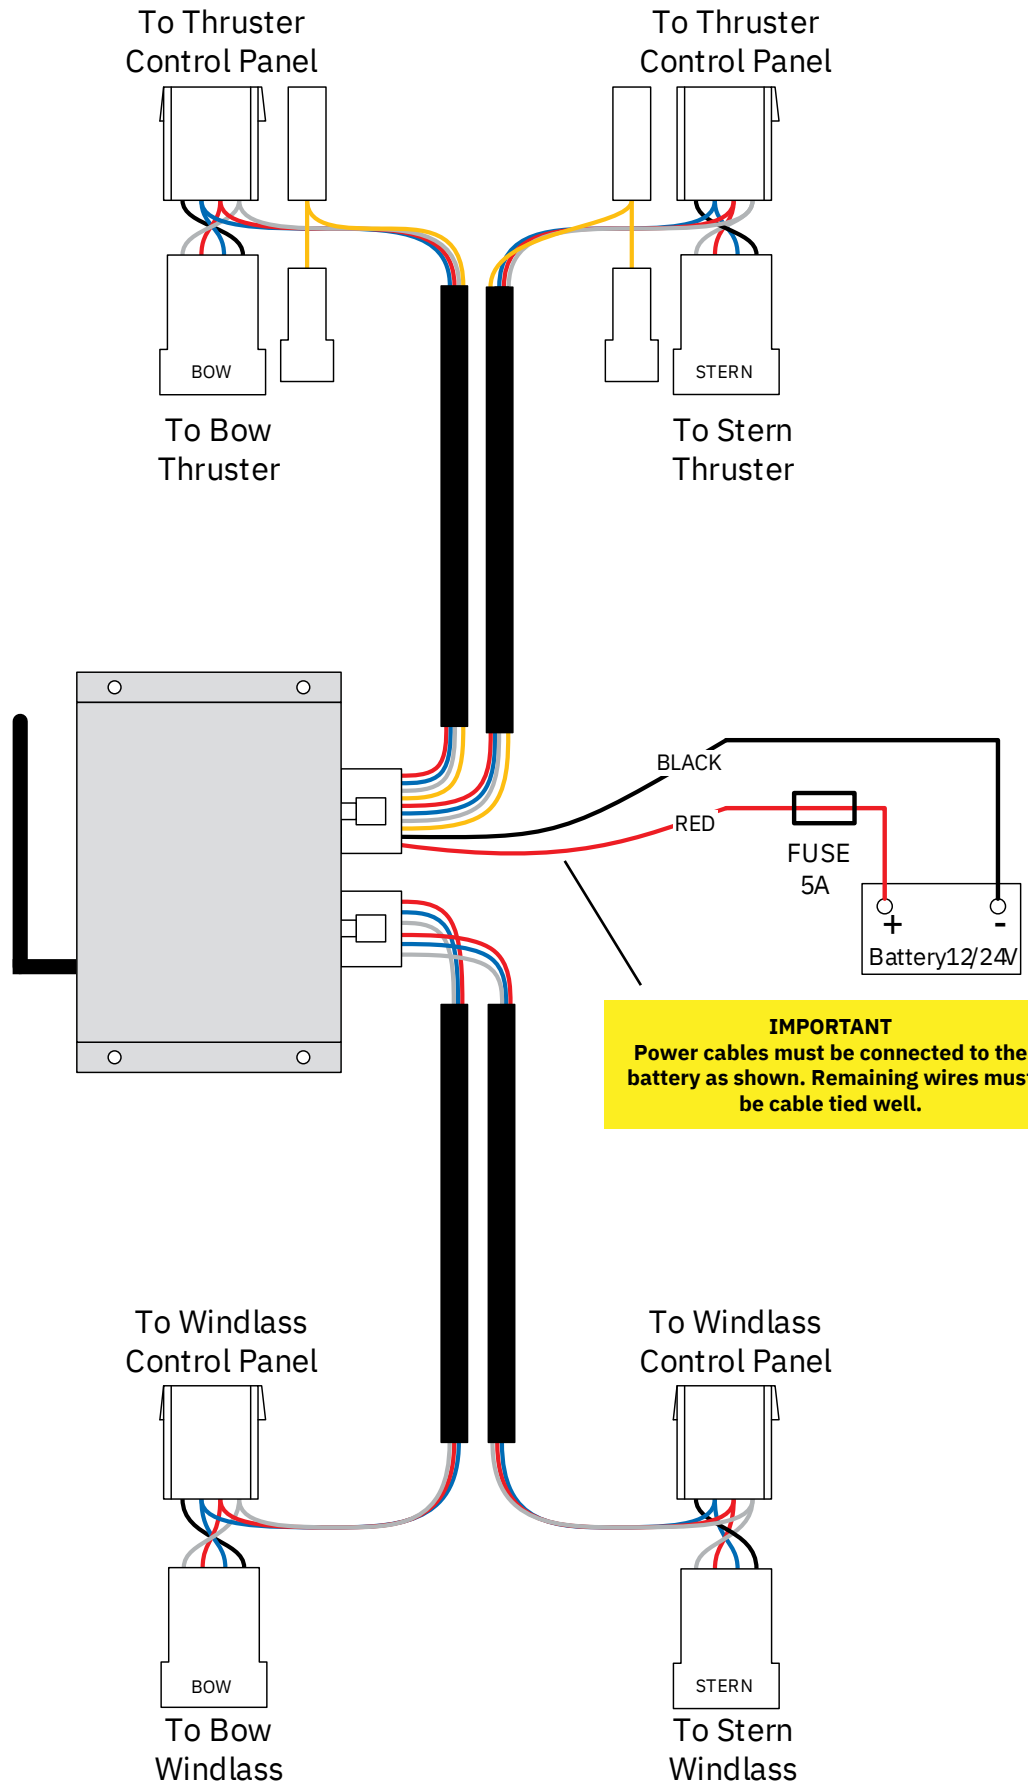 To Thruster
Control Panel
To Thruster
Control Panel
BOW
STERN
To Bow
Thruster
To Stern
Thruster
BLACK
RED
FUSE
5A
+
-
Battery12/24V
IMPORTANT
Power cables must be connected to the
battery as shown. Remaining wires must
be cable tied well.
To Windlass
Control Panel
To Windlass
Control Panel
BOW
STERN
To Bow
Windlass
To Stern
Windlass